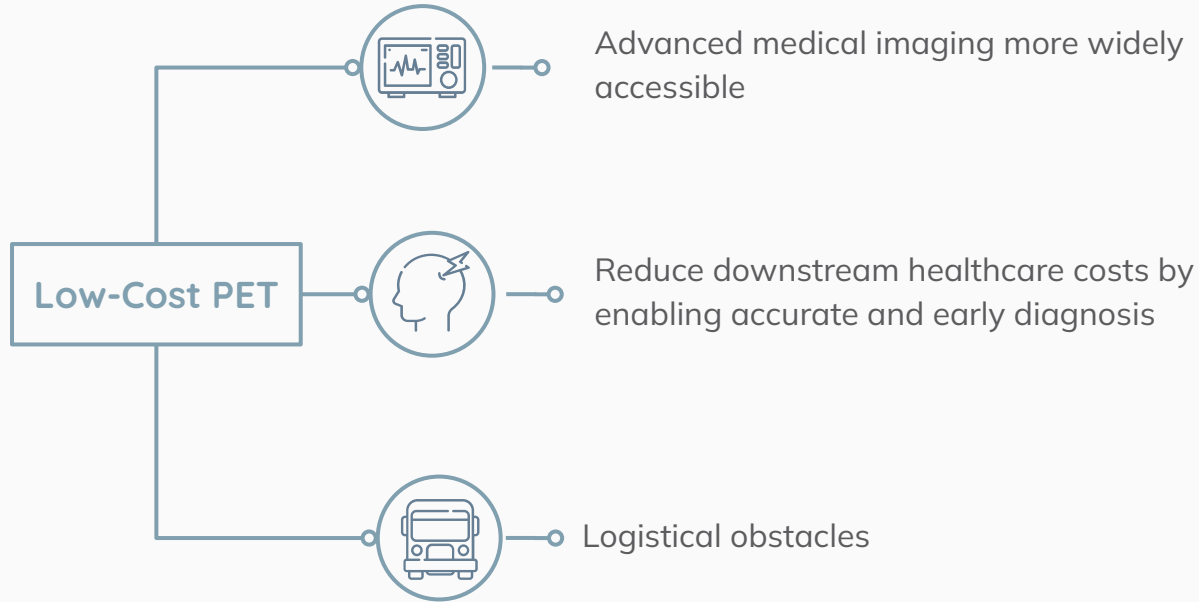 Advanced medical imaging more widely
accessible
Low-Cost PET
Reduce downstream healthcare costs by
enabling accurate and early diagnosis
Logistical obstacles